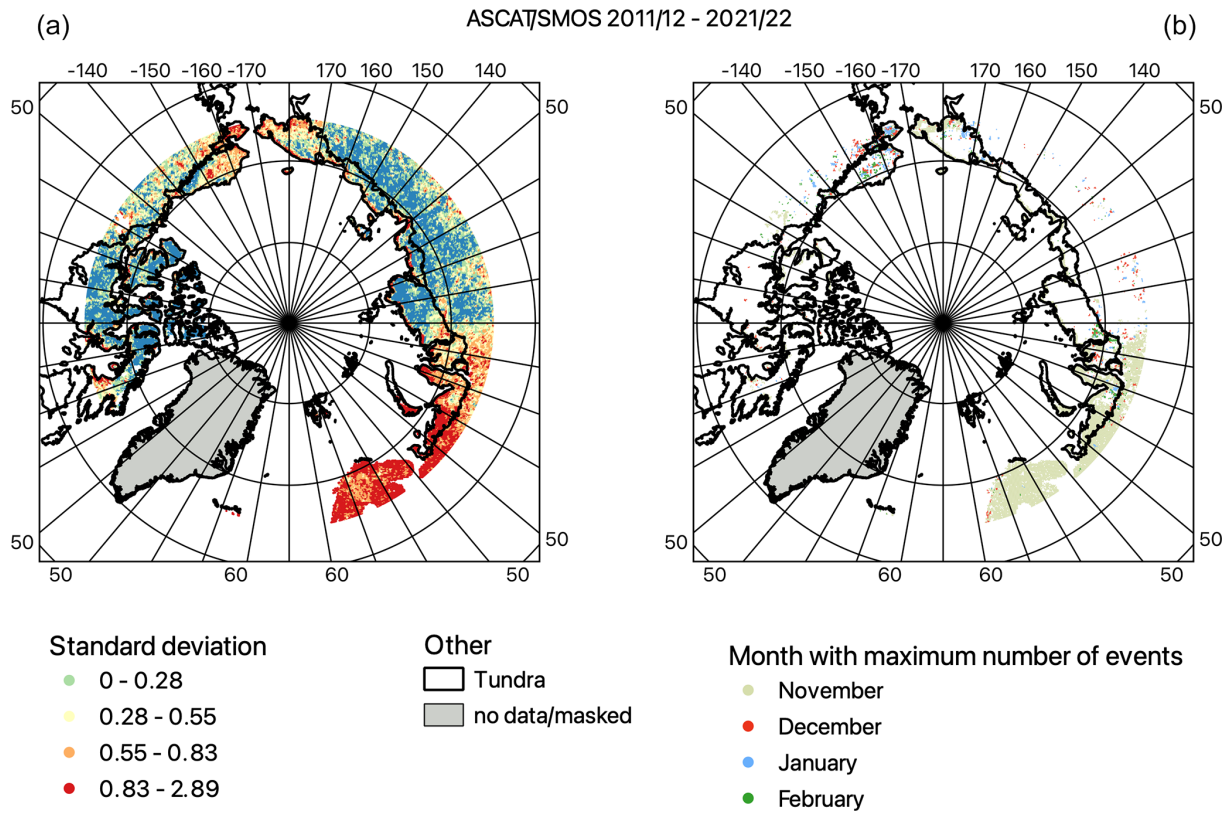 ASCAT/SMOS 2011/12 - 2021/22
(a)
(b)
-140 -150 -160 -170 170 160 150 140
-140 -150 -160 -170 170 160 150 140
50 50 50 50
50 50 50 50
50 60 60 50
50 60 60 50
Standard deviation
0 - 0.28
0.28 - 0.55
0.55 - 0.83
0.83 - 2.89
Other
Tundra
no data/masked
Month with maximum number of events
November
December
January
February